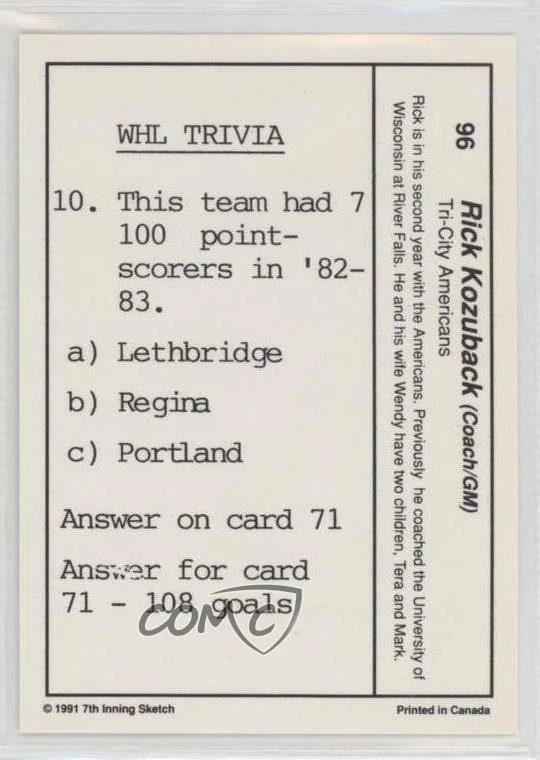 WHL TRIVIA
10. This team had 7
100 point-
scorers in '82-
83.
a) Lethbridge
b) Regina
c) Portland
Answer on card 71
Answer for card
71 - 108 goals
COMC
96
Rick Kozuback (Coach/GM)
Tri-City Americans
Rick is in his second year with the Americans. Previously he coached the University of
Wisconsin at River Falls. He and his wife Wendy have two children, Tera and Mark.
© 1991 7th Inning Sketch
Printed in Canada